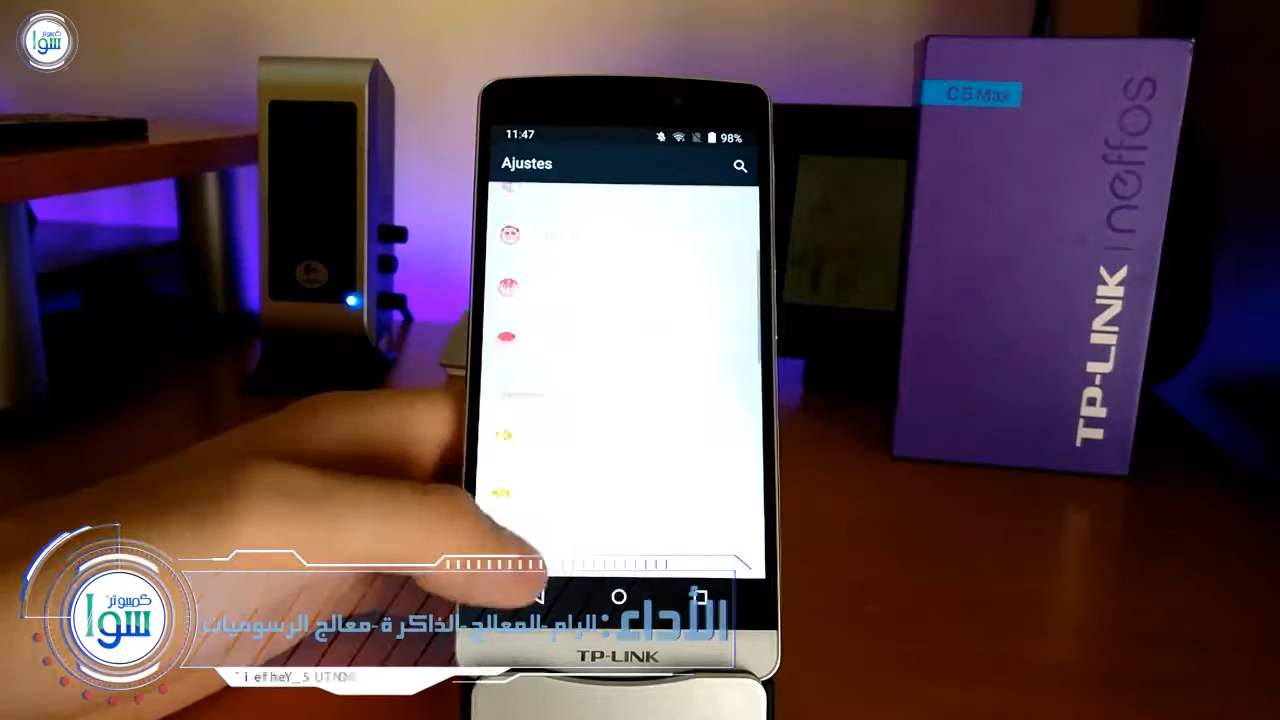 كمبيوتر
سوا
C5 Max
neffos
TP-LINK |
11:47
98%
Ajustes
كمبيوتر
سوا
الأداء: الرام-المعالج-الذاكرة-معالج الرسوميات
TP-LINK